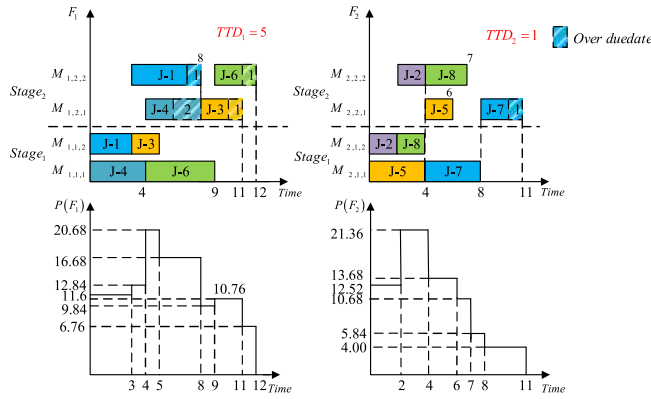 F₁
TTD₁ = 5
8
M₁,₂,₂ J-1 1 J-6 1
Stage₂
M₁,₂,₁ J-4 2 J-3 1
M₁,₁,₂ J-1 J-3
Stage₁
M₁,₁,₁ J-4 J-6
4 9 11 12 Time
F₂
TTD₂ = 1
Over duedate
7
M₂,₂,₂ J-2 J-8
6
Stage₂
M₂,₂,₁ J-5 J-7 1
M₂,₁,₂ J-2 J-8
Stage₁
M₂,₁,₁ J-5 J-7
4 8 11 Time
P(F₁)
20.68
16.68
12.84
11.6
10.76
9.84
6.76
3 4 5 8 9 11 12 Time
P(F₂)
21.36
13.68
12.52
10.68
5.84
4.00
2 4 6 7 8 11 Time